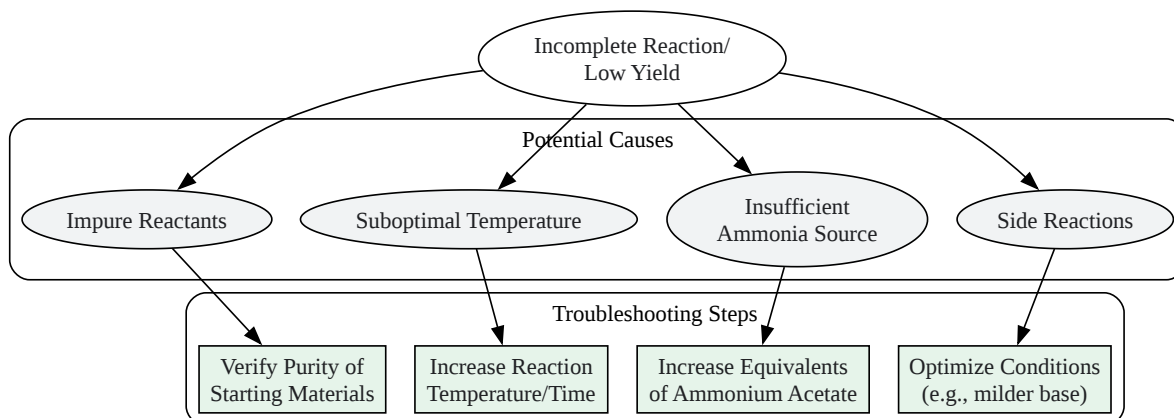 Incomplete Reaction/
Low Yield
Potential Causes
Impure Reactants
Suboptimal Temperature
Insufficient
Ammonia Source
Side Reactions
Troubleshooting Steps
Verify Purity of
Starting Materials
Increase Reaction
Temperature/Time
Increase Equivalents
of Ammonium Acetate
Optimize Conditions
(e.g., milder base)